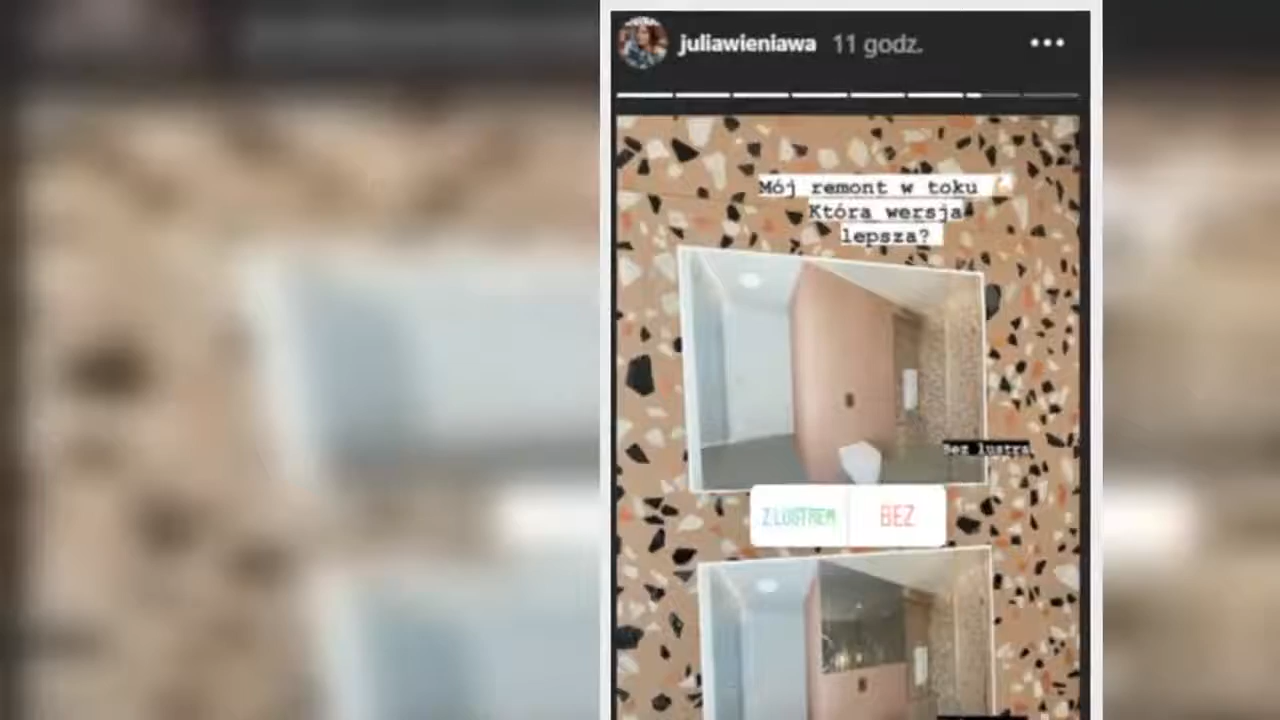 juliawieniawa 11 godz.
Mój remont w toku
Która wersja
lepsza?
Bez lustra
Z LUSTREM BEZ